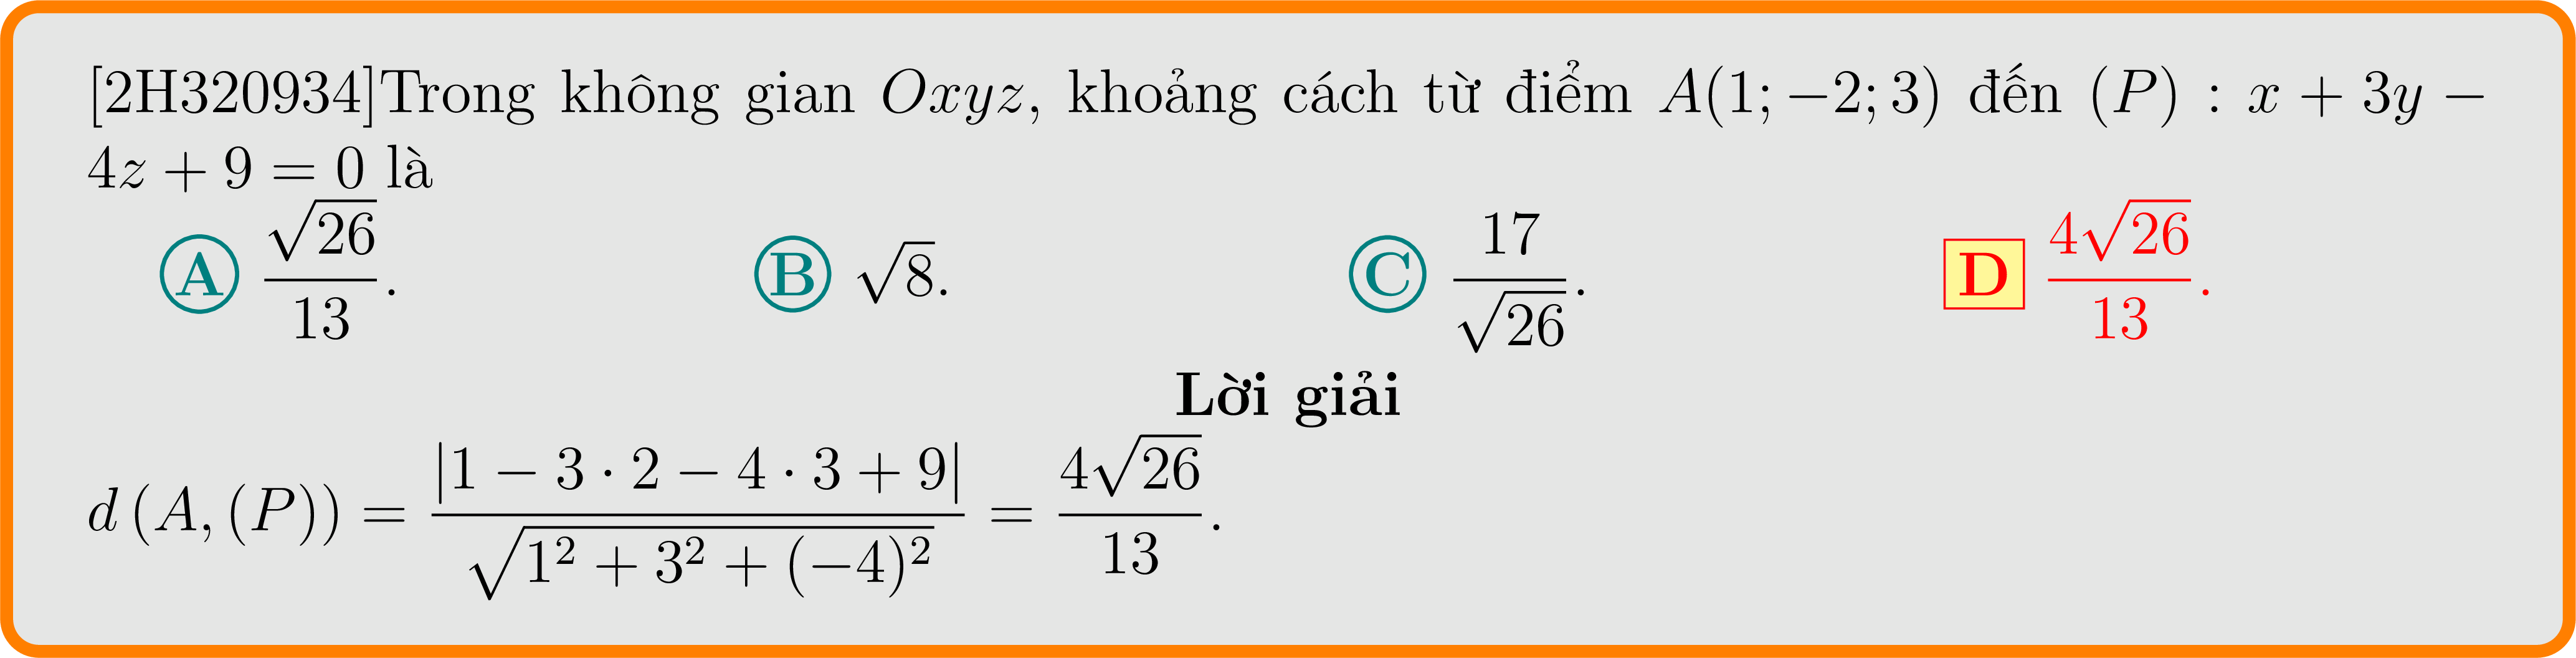 [2H320934]Trong không gian Oxyz, khoảng cách từ điểm A(1; −2; 3) đến (P) : x + 3y −
4z + 9 = 0 là
A $\frac{\sqrt{26}}{13}$. B $\sqrt{8}$. C $\frac{17}{\sqrt{26}}$. D $\frac{4\sqrt{26}}{13}$.
Lời giải
$d(A, (P)) = \frac{|1 - 3 \cdot 2 - 4 \cdot 3 + 9|}{\sqrt{1^2 + 3^2 + (-4)^2}} = \frac{4\sqrt{26}}{13}$.